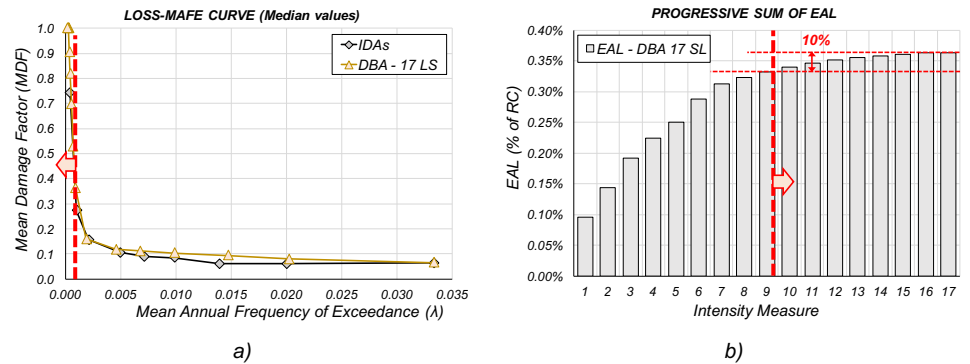 LOSS-MAFE CURVE (Median values)
Mean Damage Factor (MDF)
1.0
0.9
0.8
0.7
0.6
0.5
0.4
0.3
0.2
0.1
0.0
IDAs
DBA - 17 LS
0.000 0.005 0.010 0.015 0.020 0.025 0.030 0.035
Mean Annual Frequency of Exceedance (λ)
a)
PROGRESSIVE SUM OF EAL
EAL (% of RC)
0.40%
0.35%
0.30%
0.25%
0.20%
0.15%
0.10%
0.05%
0.00%
EAL - DBA 17 SL
10%
1 2 3 4 5 6 7 8 9 10 11 12 13 14 15 16 17
Intensity Measure
b)